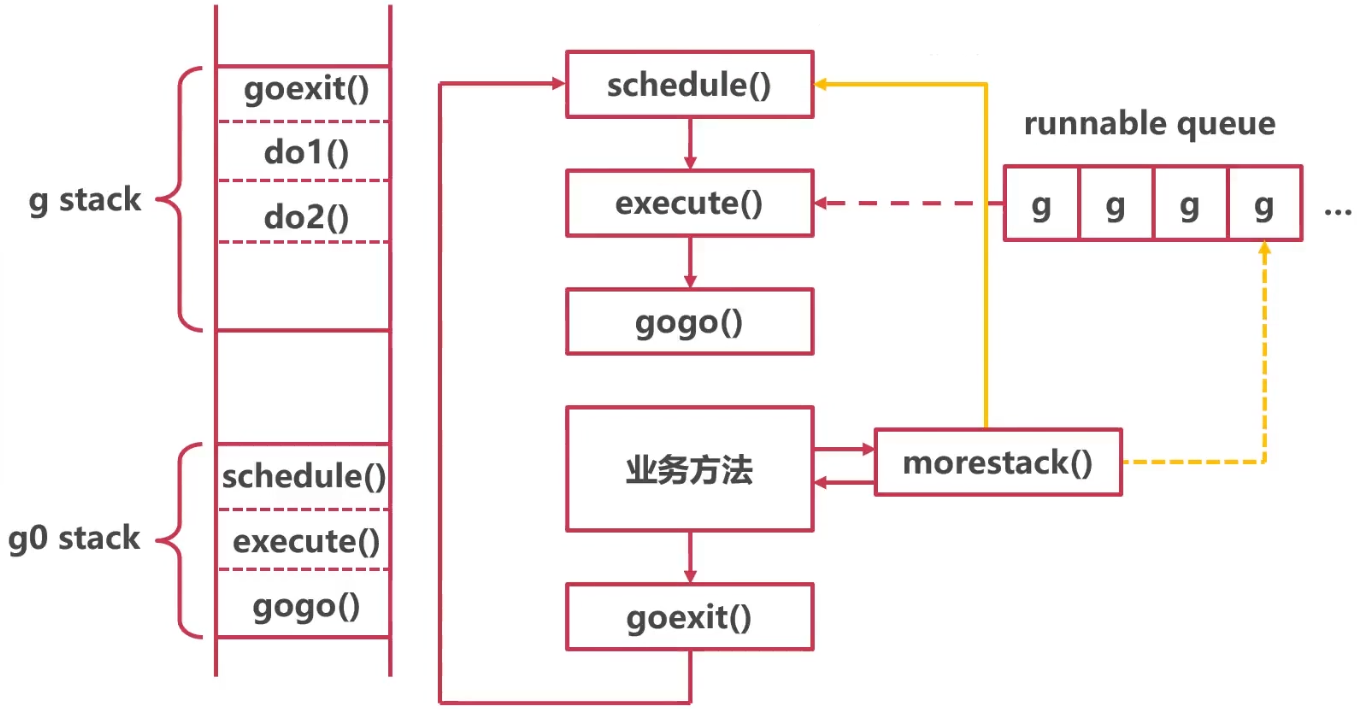 g stack
goexit()
do1()
do2()
g0 stack
schedule()
execute()
gogo()
schedule()
execute()
gogo()
业务方法
goexit()
morestack()
runnable queue
g g g g ...